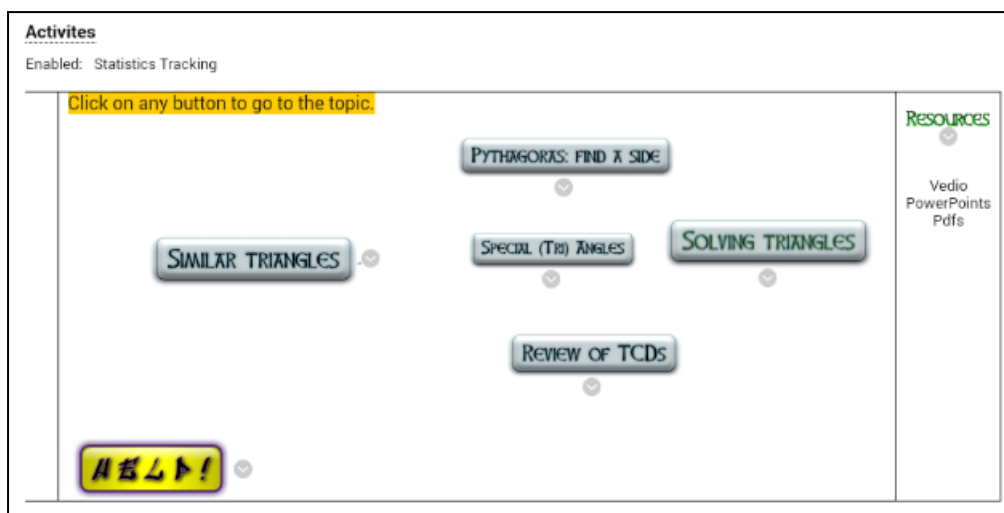 Activites
Enabled: Statistics Tracking
Click on any button to go to the topic.
PYTHAGORAS: FIND A SIDE
SIMILAR TRIANGLES
SPECIAL (TRI) ANGLES
SOLVING TRIANGLES
REVIEW OF TCDS
HELP!
RESOURCES
Vedio
PowerPoints
Pdfs